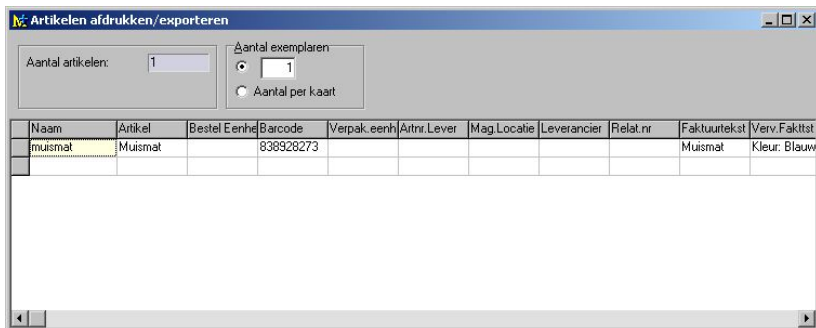 Artikelen afdrukken/exporteren
Aantal exemplaren
Aantal artikelen: 1
1
Aantal per kaart
Naam Artikel Bestel Eenhe Barcode Verpak.eenh Artnr.Lever Mag.Locatie Leverancier Relat.nr Faktuurtekst Verv.Fakttst
muismat Muismat 838928273 Muismat Kleur: Blauw